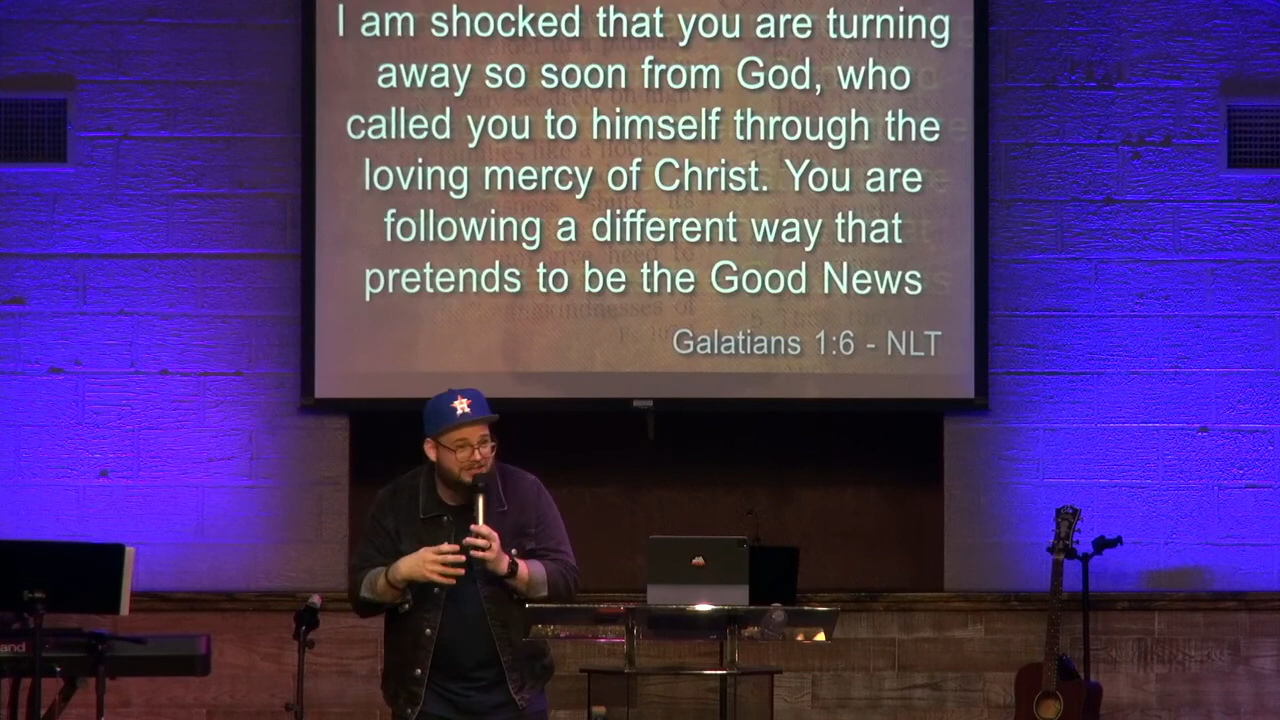 I am shocked that you are turning
away so soon from God, who
called you to himself through the
loving mercy of Christ. You are
following a different way that
pretends to be the Good News
Galatians 1:6 - NLT
H
and